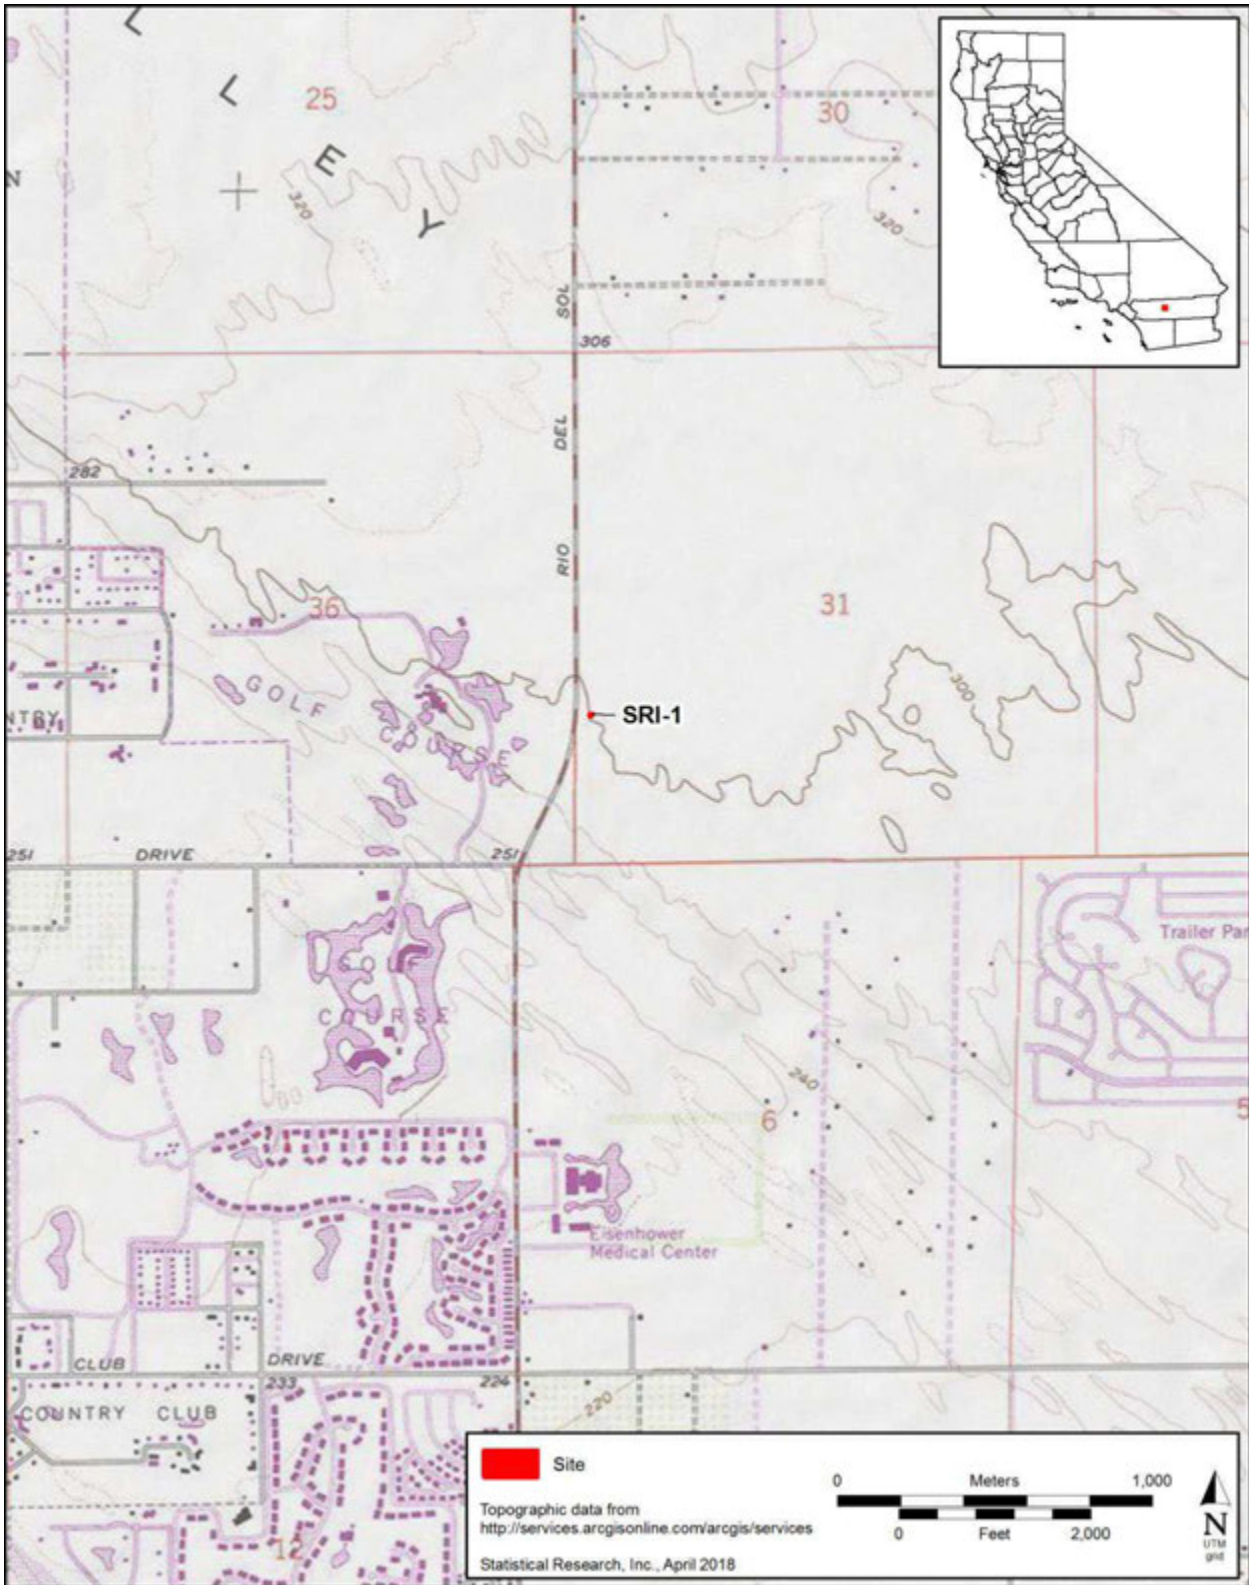 L
L
25
30
E
Y
320
320
SOL
306
DEL
282
RIO
36
31
GOLF
COURSE
300
SRI-1
NTRY
251
DRIVE
251
Trailer Par
COURSE
240
6
5
Eisenhower
Medical Center
CLUB
DRIVE
233
224
220
COUNTRY CLUB
12
Site
0 Meters 1,000
Topographic data from
http://services.arcgisonline.com/arcgis/services
0 Feet 2,000
N
UTM
grid
Statistical Research, Inc., April 2018